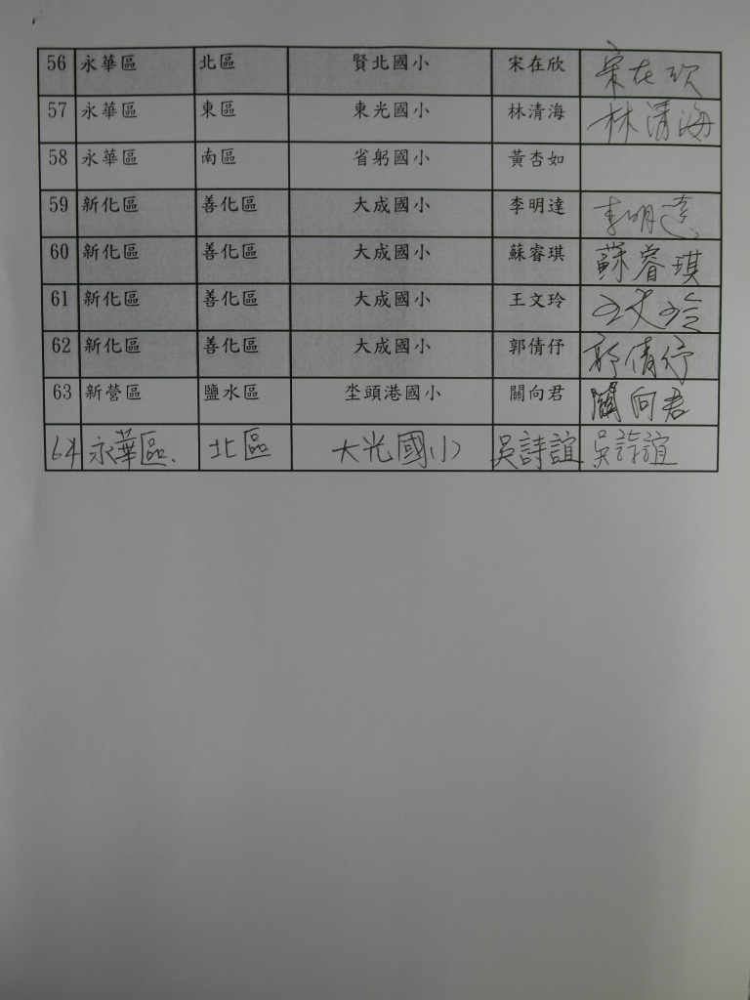 56 永華區 北區 賢北國小 宋在欣 宋在欣
57 永華區 東區 東光國小 林清海 林清海
58 永華區 南區 省躬國小 黃杏如
59 新化區 善化區 大成國小 李明達 李明達
60 新化區 善化區 大成國小 蘇睿琪 蘇睿琪
61 新化區 善化區 大成國小 王文玲 王文玲
62 新化區 善化區 大成國小 郭倩伃 郭倩伃
63 新營區 鹽水區 坔頭港國小 關向君 關向君
64 永華區. 北區 大光國小 吳詩誼 吳詩誼